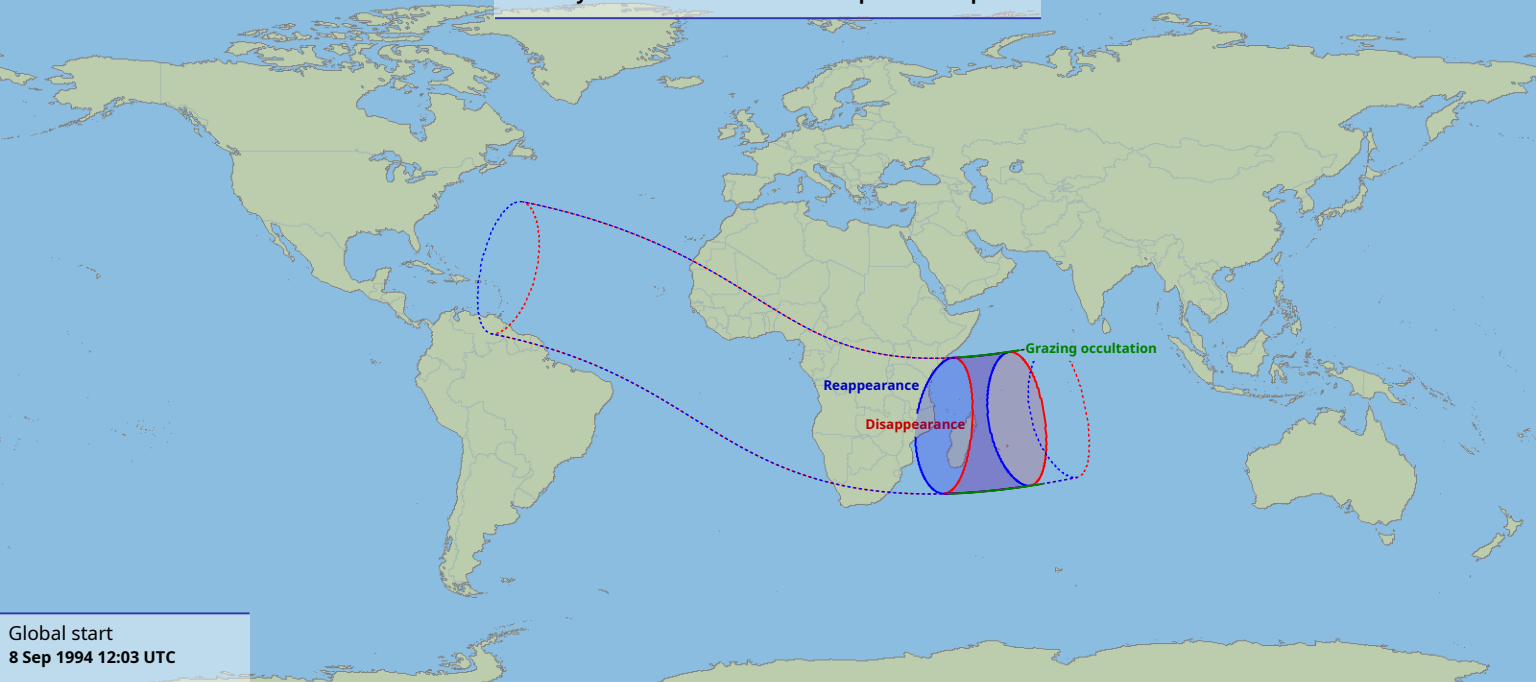 Grazing occultation
Reappearance
Disappearance
Global start
8 Sep 1994 12:03 UTC